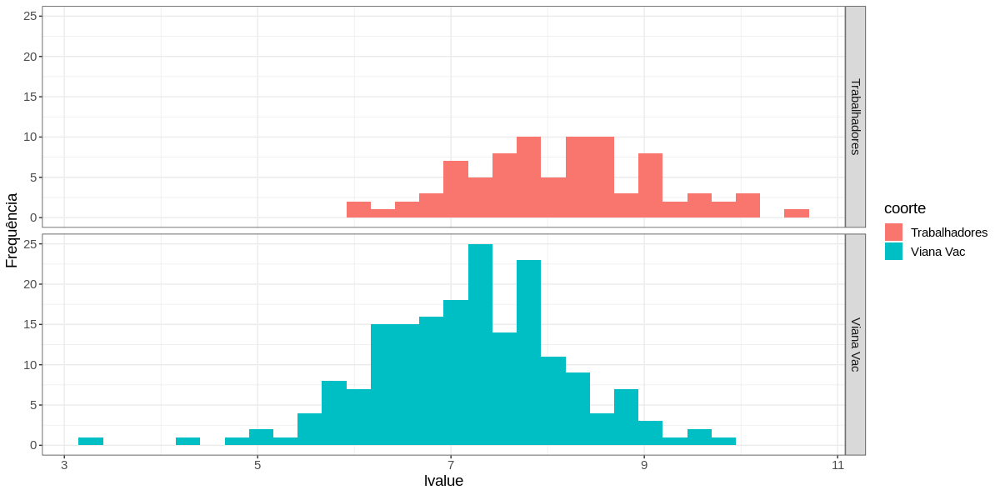 Frequência
25
20
15
10
5
0
Trabalhadores
25
20
15
10
5
0
Viana Vac
3
5
7
9
11
lvalue
coorte
Trabalhadores
Viana Vac